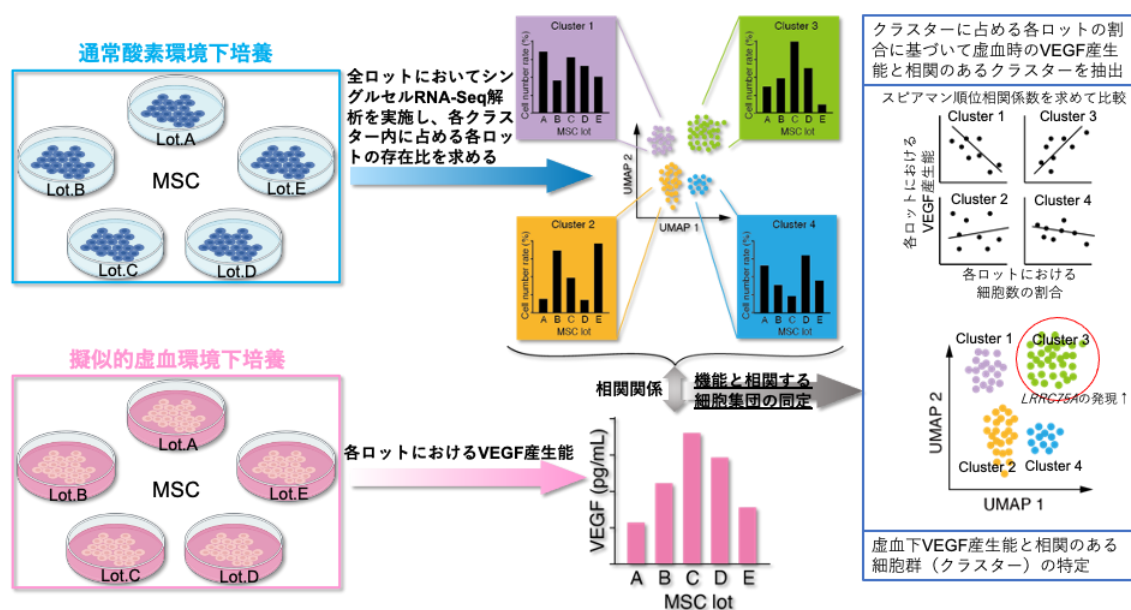 通常酸素環境下培養
Lot.A
Lot.B
MSC
Lot.E
Lot.C
Lot.D
全ロットにおいてシン
グルセルRNA-Seq解
析を実施し、各クラス
ター内に占める各ロッ
トの存在比を求める
Cluster 1
Cell number rate (%)
A B C D E
MSC lot
Cluster 3
Cell number rate (%)
A B C D E
MSC lot
UMAP 2
UMAP 1
Cluster 2
Cell number rate (%)
A B C D E
MSC lot
Cluster 4
Cell number rate (%)
A B C D E
MSC lot
擬似的虚血環境下培養
Lot.A
Lot.B
MSC
Lot.E
Lot.C
Lot.D
各ロットにおけるVEGF産生能
相関関係
機能と相関する
細胞集団の同定
VEGF (pg/mL)
A B C D E
MSC lot
クラスターに占める各ロットの割
合に基づいて虚血時のVEGF産生
能と相関のあるクラスターを抽出
スピアマン順位相関係数を求めて比較
Cluster 1
Cluster 3
Cluster 2
Cluster 4
各ロットにおける
VEGF産生能
各ロットにおける
細胞数の割合
Cluster 1
Cluster 3
LRRC75Aの発現↑
Cluster 2
Cluster 4
UMAP 2
UMAP 1
虚血下VEGF産生能と相関のある
細胞群（クラスター）の特定